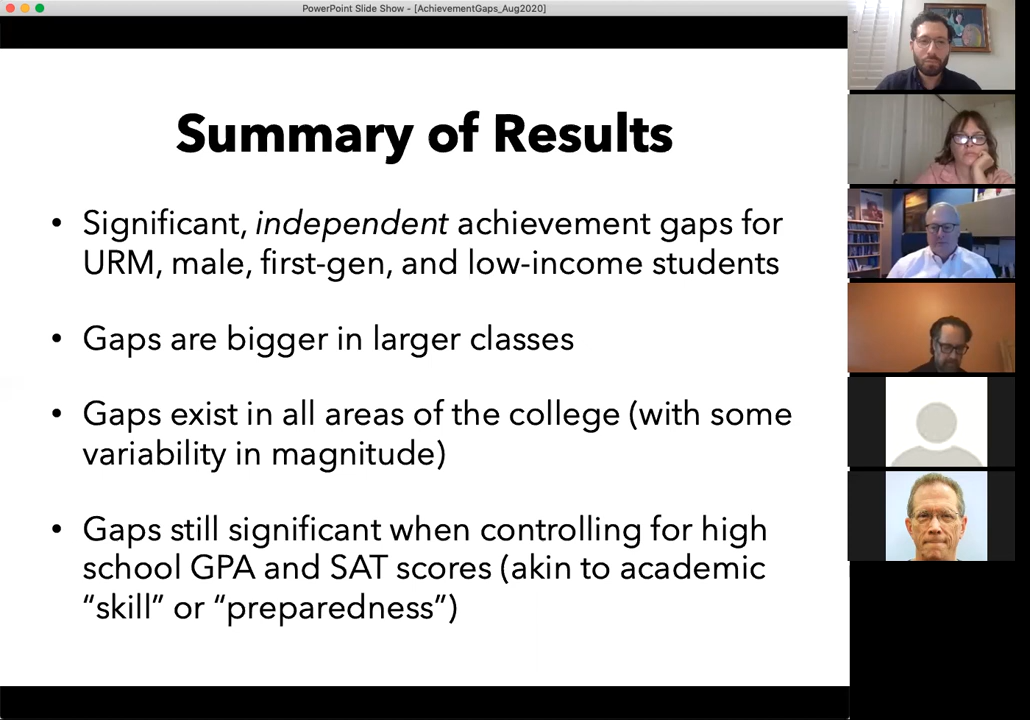 PowerPoint Slide Show - [AchievementGaps_Aug2020]
Summary of Results
• Significant, independent achievement gaps for
URM, male, first-gen, and low-income students
• Gaps are bigger in larger classes
• Gaps exist in all areas of the college (with some
variability in magnitude)
• Gaps still significant when controlling for high
school GPA and SAT scores (akin to academic
“skill” or “preparedness”)